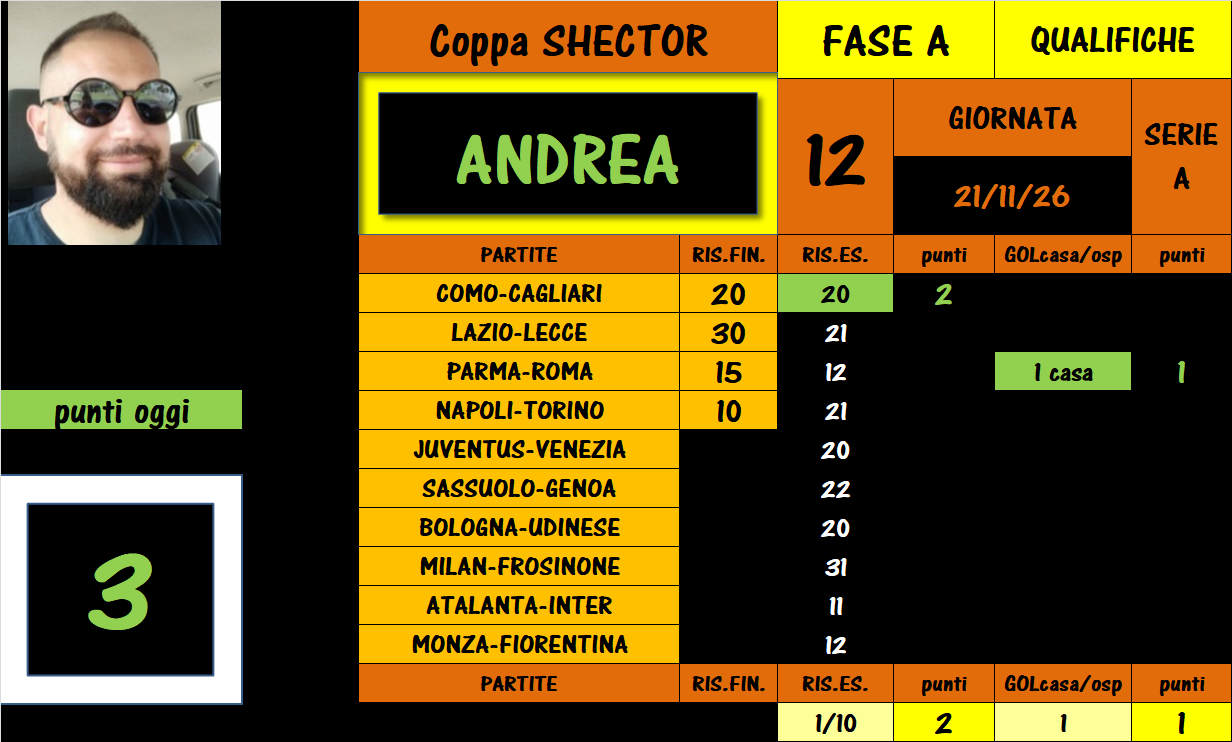 Coppa SHECTOR
FASE A
QUALIFICHE
ANDREA
12
GIORNATA
21/11/26
SERIE
A
PARTITE RIS.FIN. RIS.ES. punti GOLcasa/osp punti
COMO-CAGLIARI 20 20 2
LAZIO-LECCE 30 21
PARMA-ROMA 15 12 1 casa 1
NAPOLI-TORINO 10 21
JUVENTUS-VENEZIA 20
SASSUOLO-GENOA 22
BOLOGNA-UDINESE 20
MILAN-FROSINONE 31
ATALANTA-INTER 11
MONZA-FIORENTINA 12
PARTITE RIS.FIN. RIS.ES. punti GOLcasa/osp punti
1/10 2 1 1
punti oggi
3